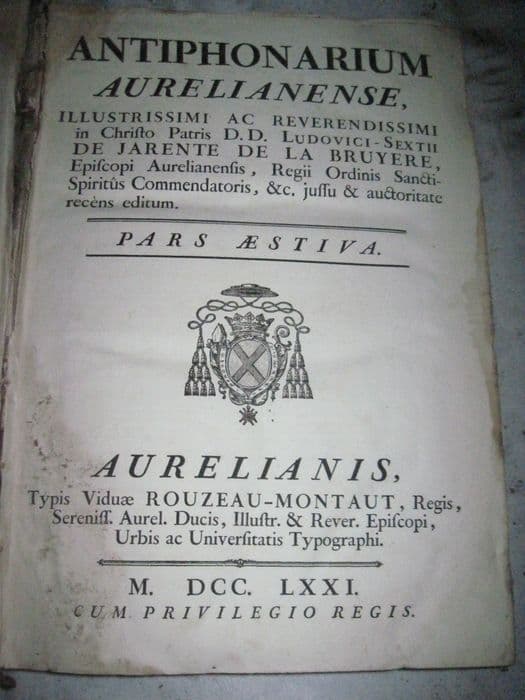 ANTIPHONARIUM
AURELIANENSE,
ILLUSTRISSIMI AC REVERENDISSIMI
in Chriſto Patris D.D. LUDOVICI-SEXTII
DE JARENTE DE LA BRUYERE,
Epiſcopi Aurelianenſis, Regii Ordinis Sancti-
Spiritûs Commendatoris, &c. juſſu & auctoritate
recèns editum.
PARS ÆSTIVA.
AURELIANIS,
Typis Viduæ ROUZEAU-MONTAUT, Regis,
Sereniſſ. Aurel. Ducis, Illuſtr. & Rever. Epiſcopi,
Urbis ac Univerſitatis Typographi.
M. DCC. LXXI.
CUM PRIVILEGIO REGIS.